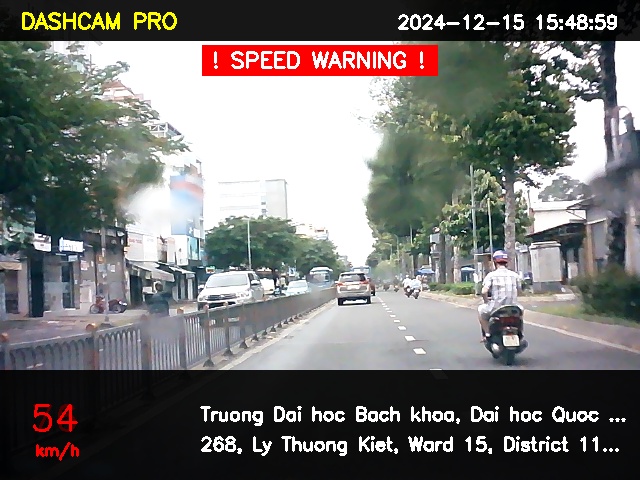 DASHCAM PRO
2024-12-15 15:48:59
! SPEED WARNING !
54
km/h
Truong Dai hoc Bach khoa, Dai hoc Quoc ...
268, Ly Thuong Kiet, Ward 15, District 11...